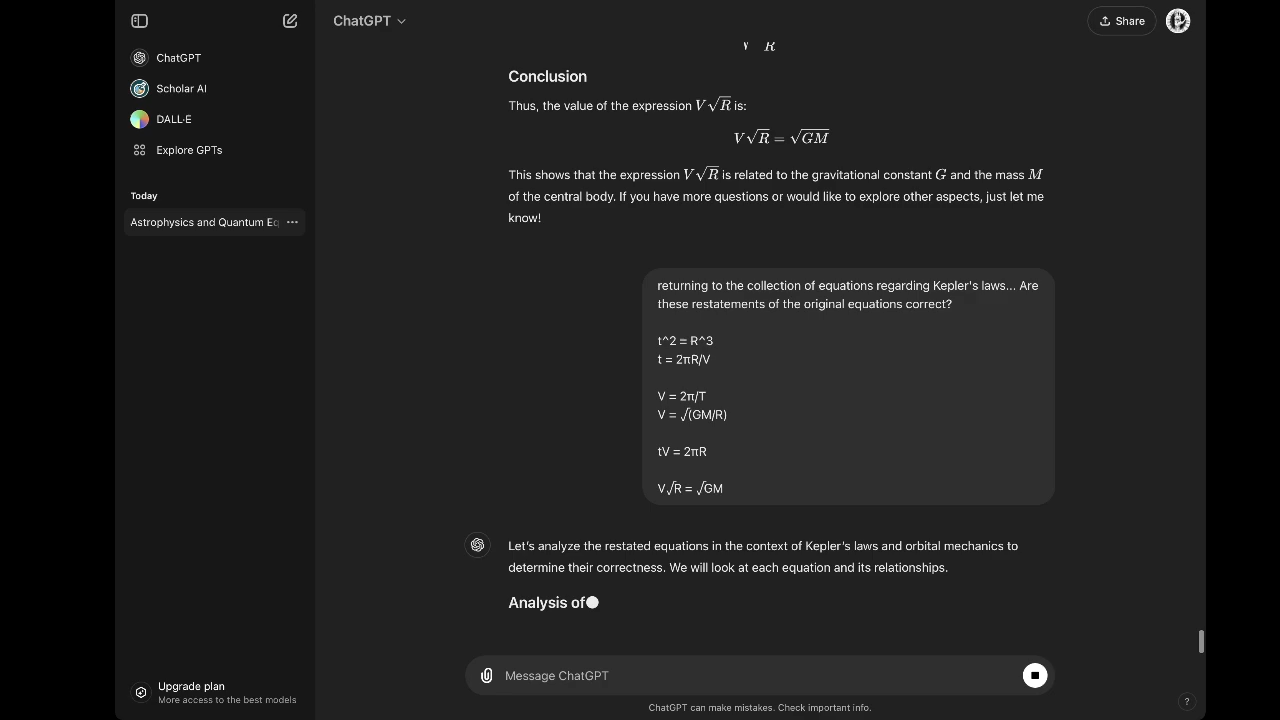 ChatGPT
Share
ChatGPT
Scholar AI
DALL·E
Explore GPTs
Today
Astrophysics and Quantum Eq
R
Conclusion
Thus, the value of the expression V√R is:
V√R = √GM
This shows that the expression V√R is related to the gravitational constant G and the mass M
of the central body. If you have more questions or would like to explore other aspects, just let me
know!
returning to the collection of equations regarding Kepler's laws... Are
these restatements of the original equations correct?
t^2 = R^3
t = 2πR/V
V = 2π/T
V = √(GM/R)
tV = 2πR
V√R = √GM
Let's analyze the restated equations in the context of Kepler's laws and orbital mechanics to
determine their correctness. We will look at each equation and its relationships.
Analysis of
Message ChatGPT
ChatGPT can make mistakes. Check important info.
?
Upgrade plan
More access to the best models